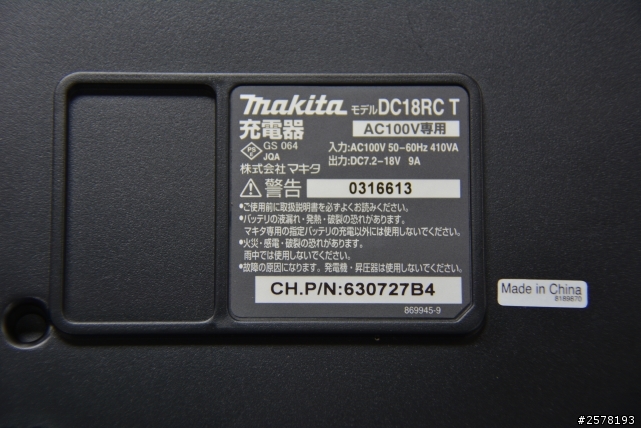 makita モデル DC18RC T
充電器 AC100V専用
PS E GS 064 JQA
入力:AC100V 50-60Hz 410VA
出力:DC7.2-18V 9A
株式会社マキタ
警告 0316613
•ご使用前に取扱説明書を必ずよくお読みください。
•バッテリの液漏れ・発熱・破裂の恐れがあります。
マキタ専用の指定バッテリの充電以外には使用しないでください。
•火災・感電・破裂の恐れがあります。
雨中では使用しないでください。
•故障の原因になります。発電機・昇圧器は使用しないでください。
CH.P/N:630727B4
869945-9
Made in China
#2578193